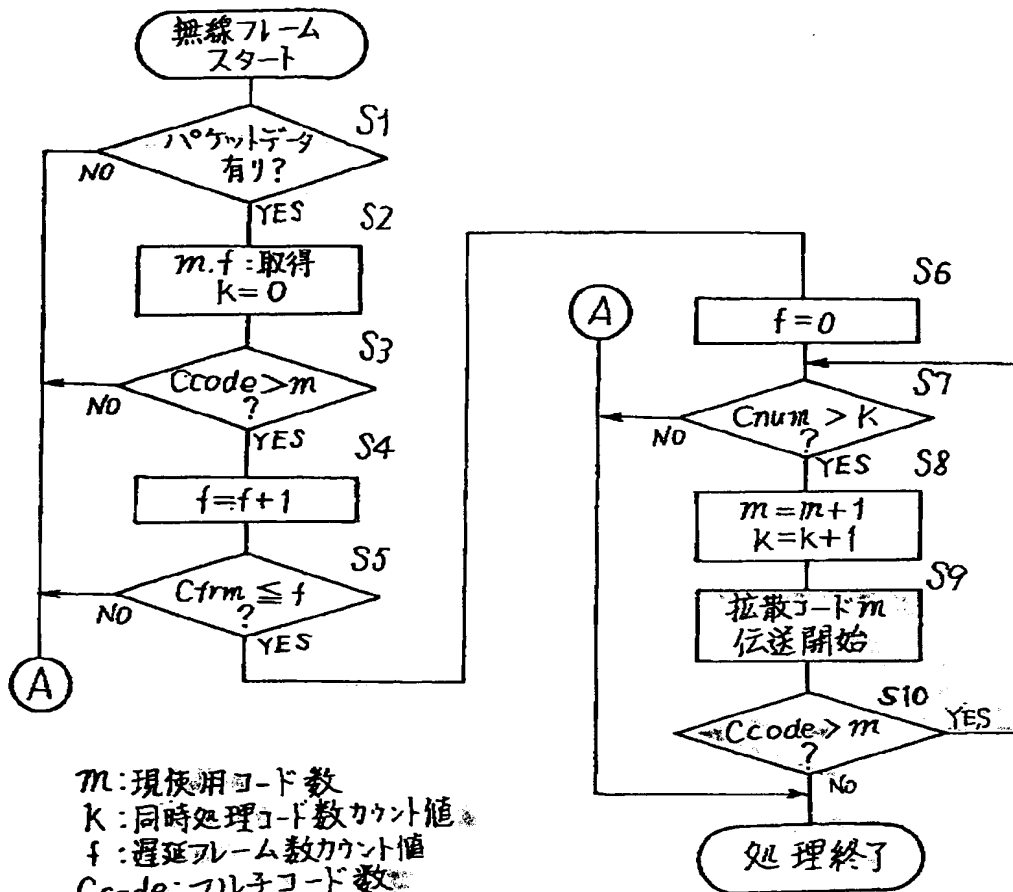 無線フレーム
スタート
S1
パケットデータ
有り?
NO
YES
S2
m.f:取得
K=0
S3
Ccode>m
?
NO
YES
S4
f=f+1
S5
Cfrm≦f
?
NO
YES
A
S6
f=0
A
S7
Cnum>K
?
NO
YES
S8
m=m+1
K=K+1
S9
拡散コードm
伝送開始
S10
Ccode>m
?
YES
NO
処理終了
m:現使用コード数
K:同時処理コード数カウント値
f:遅延フレーム数カウント値
Ccode:マルチコード数